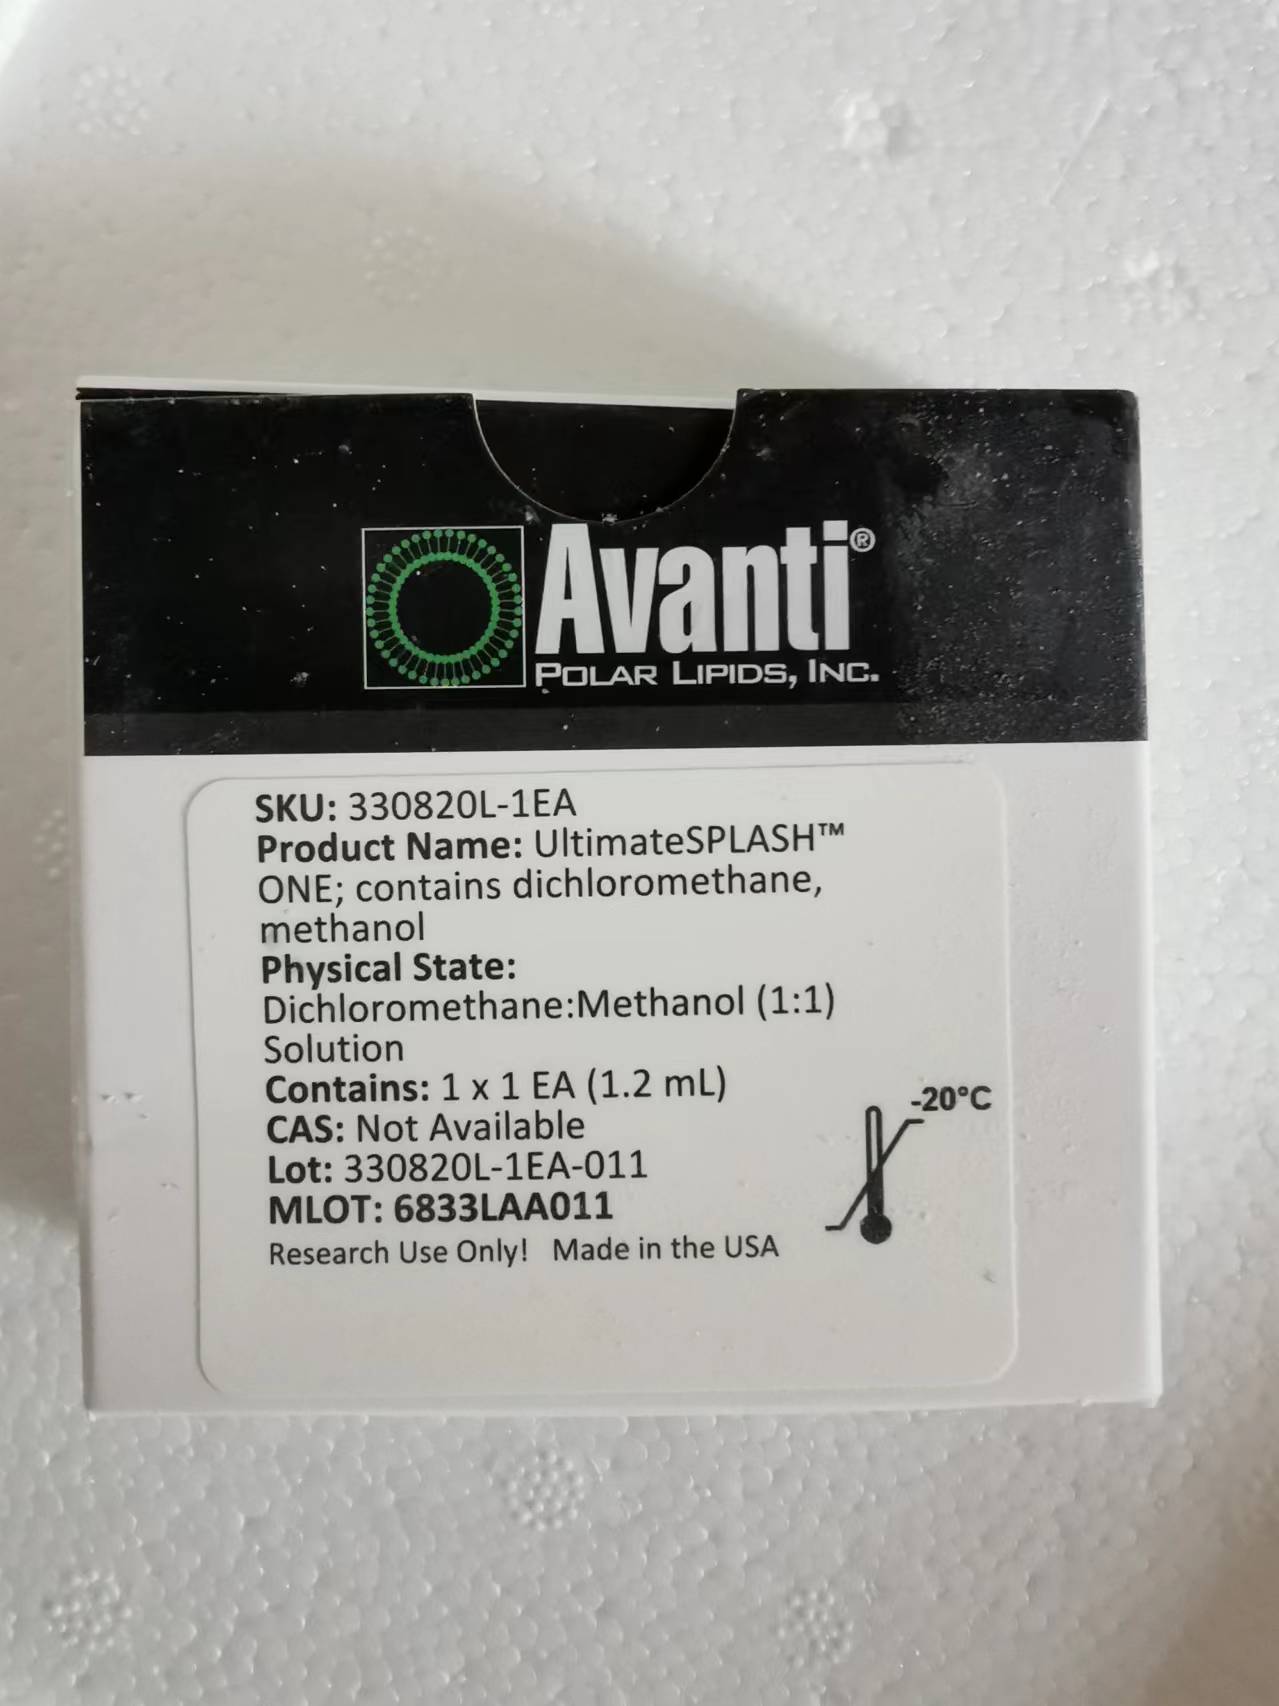 Avanti®
POLAR LIPIDS, INC.
SKU: 330820L-1EA
Product Name: UltimateSPLASH™
ONE; contains dichloromethane,
methanol
Physical State:
Dichloromethane:Methanol (1:1)
Solution
Contains: 1 x 1 EA (1.2 mL)
-20°C
CAS: Not Available
Lot: 330820L-1EA-011
MLOT: 6833LAA011
Research Use Only! Made in the USA